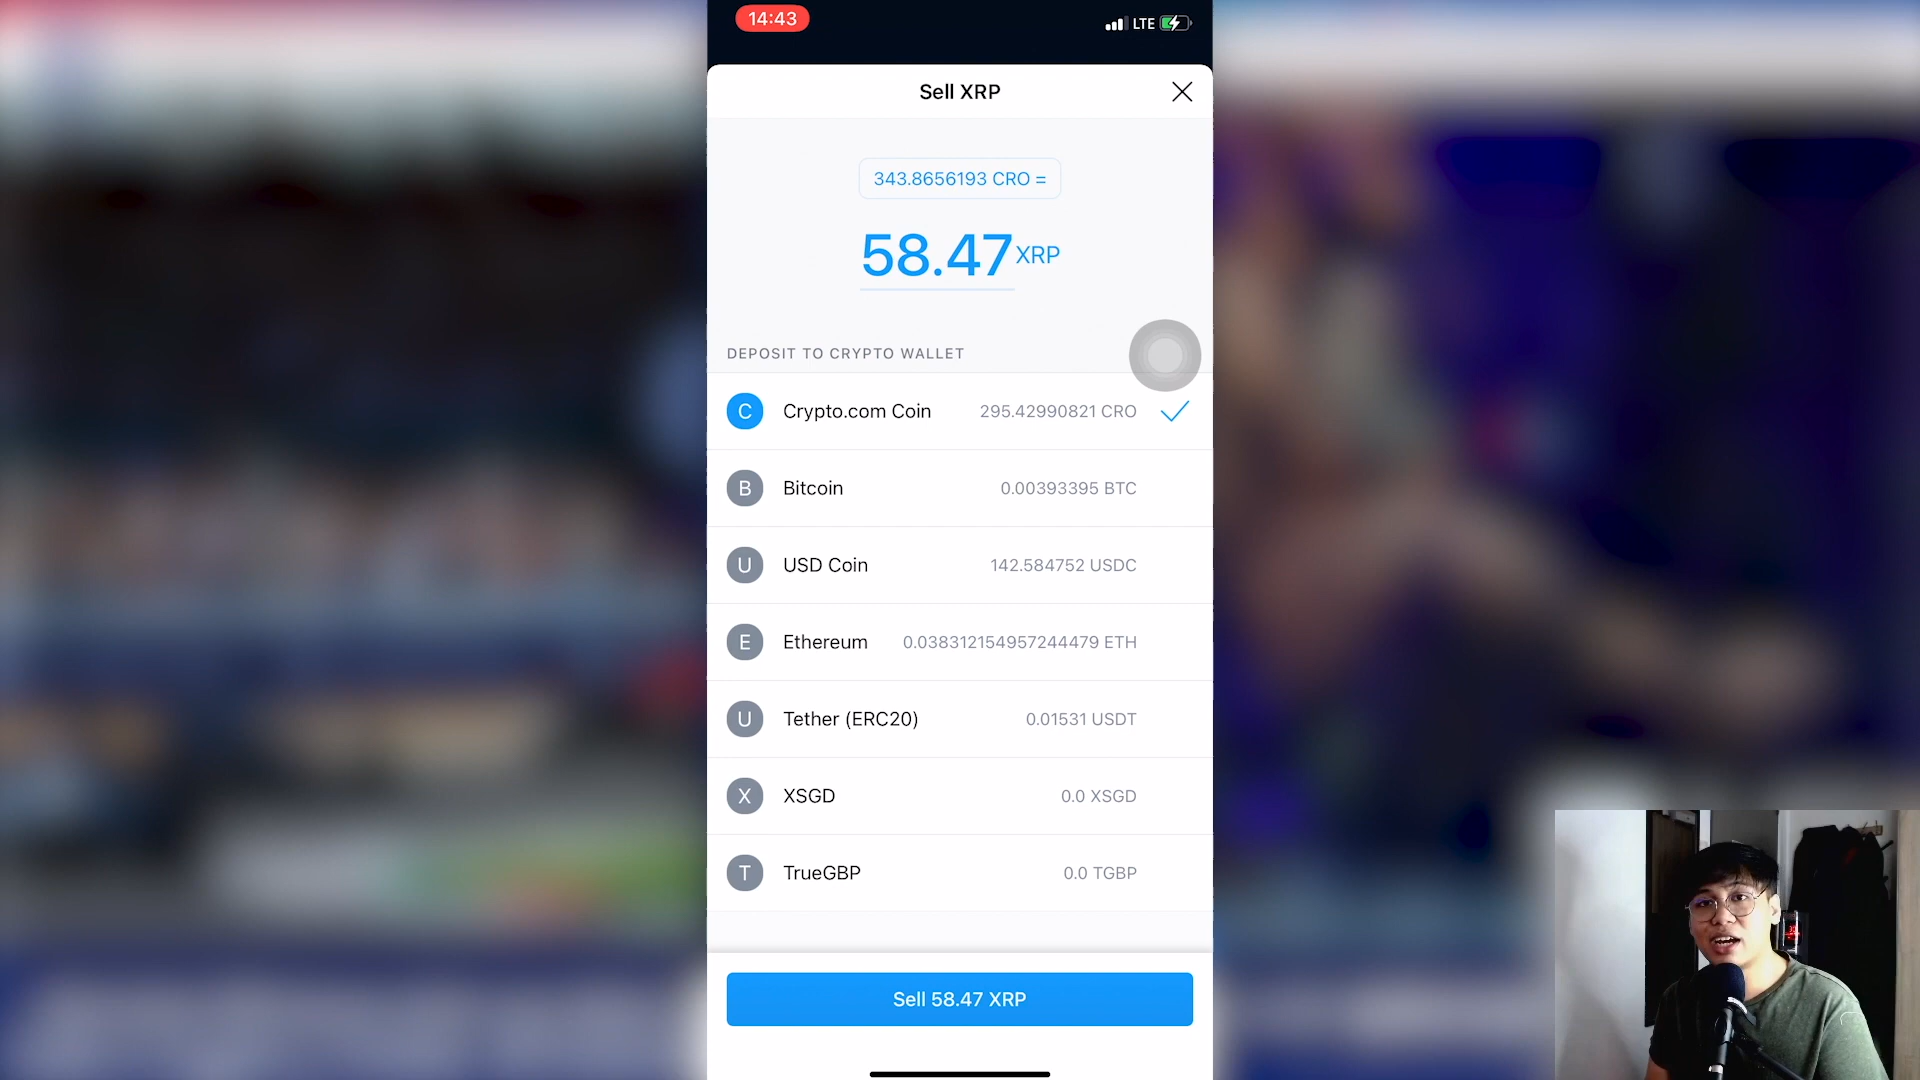 14:43
LTE
Sell XRP
343.8656193 CRO =
58.47 XRP
DEPOSIT TO CRYPTO WALLET
C Crypto.com Coin 295.42990821 CRO
B Bitcoin 0.00393395 BTC
U USD Coin 142.584752 USDC
E Ethereum 0.038312154957244479 ETH
U Tether (ERC20) 0.01531 USDT
X XSGD 0.0 XSGD
T TrueGBP 0.0 TGBP
Sell 58.47 XRP